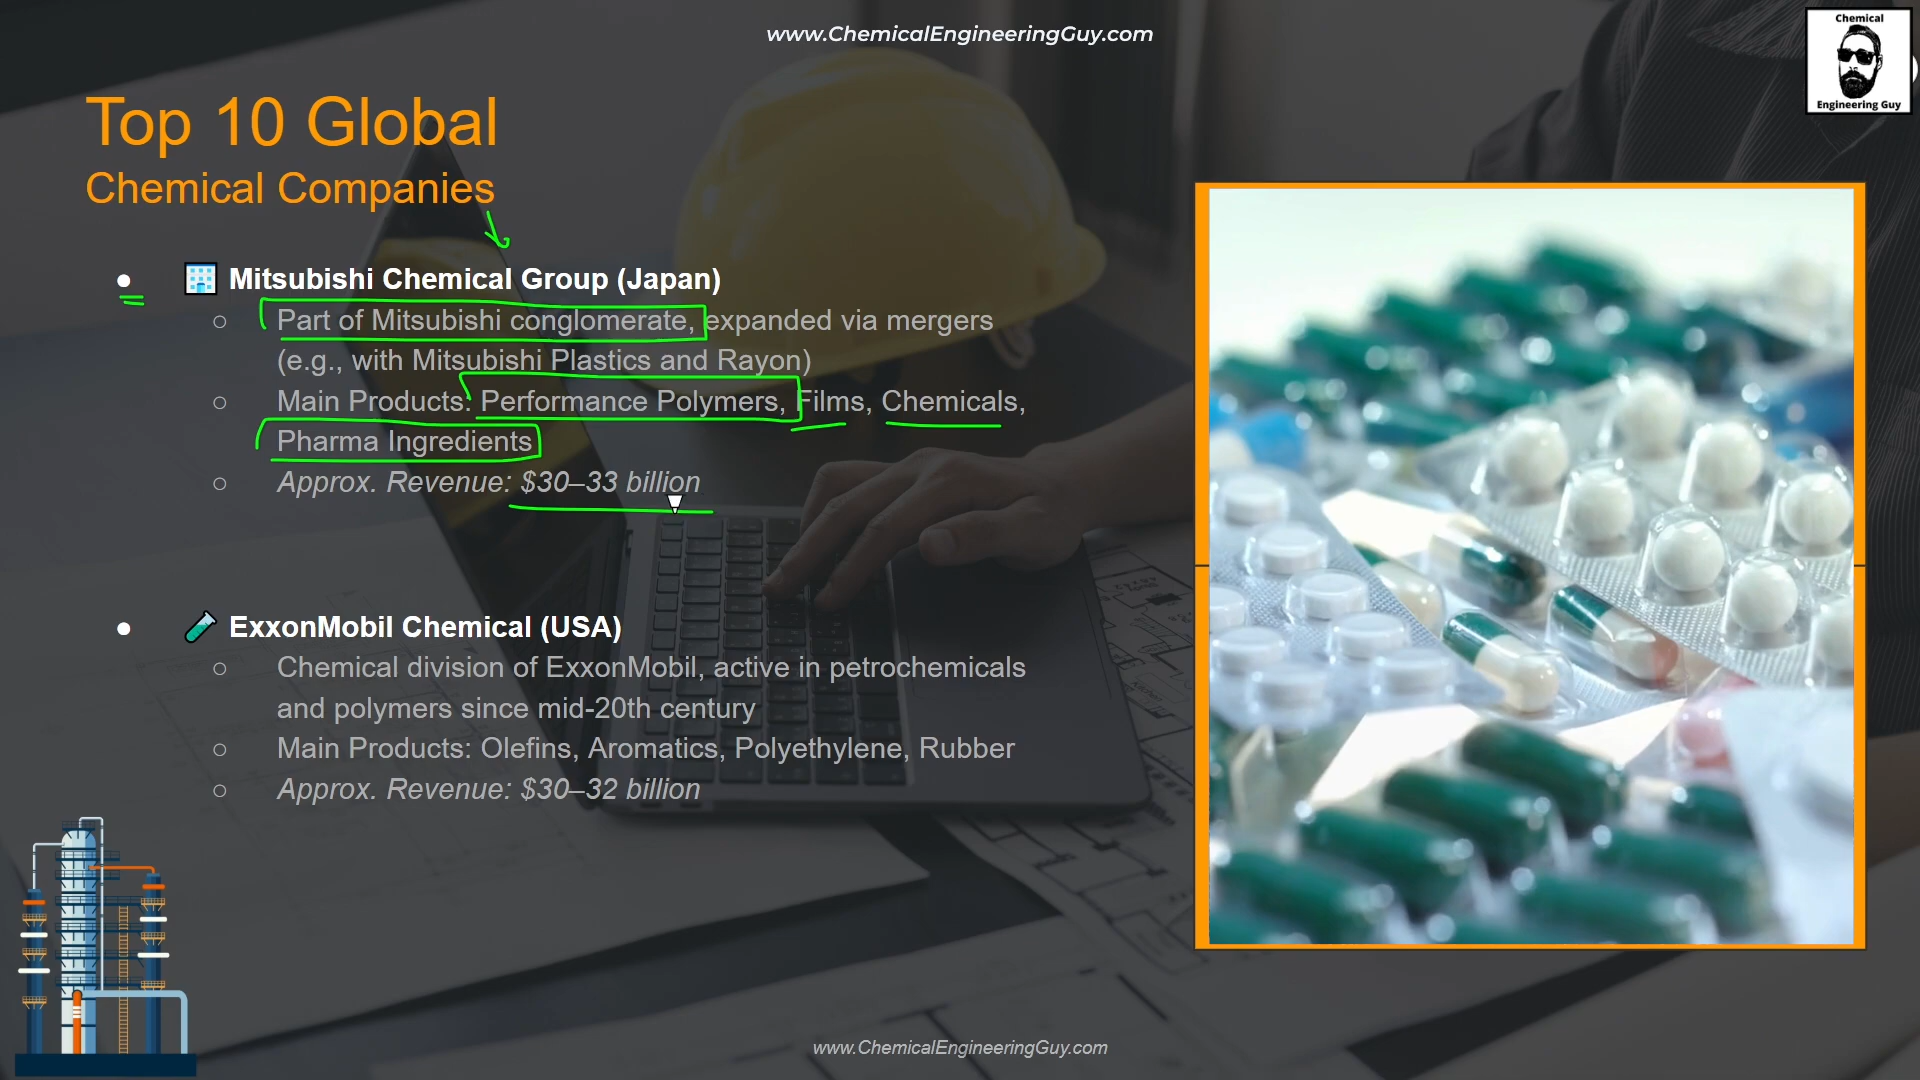 www.ChemicalEngineeringGuy.com
Chemical
Engineering Guy
Top 10 Global
Chemical Companies
● 🏢 Mitsubishi Chemical Group (Japan)
○ Part of Mitsubishi conglomerate, expanded via mergers
(e.g., with Mitsubishi Plastics and Rayon)
○ Main Products: Performance Polymers, Films, Chemicals,
Pharma Ingredients
○ Approx. Revenue: $30–33 billion
● 🧪 ExxonMobil Chemical (USA)
○ Chemical division of ExxonMobil, active in petrochemicals
and polymers since mid-20th century
○ Main Products: Olefins, Aromatics, Polyethylene, Rubber
○ Approx. Revenue: $30–32 billion
www.ChemicalEngineeringGuy.com